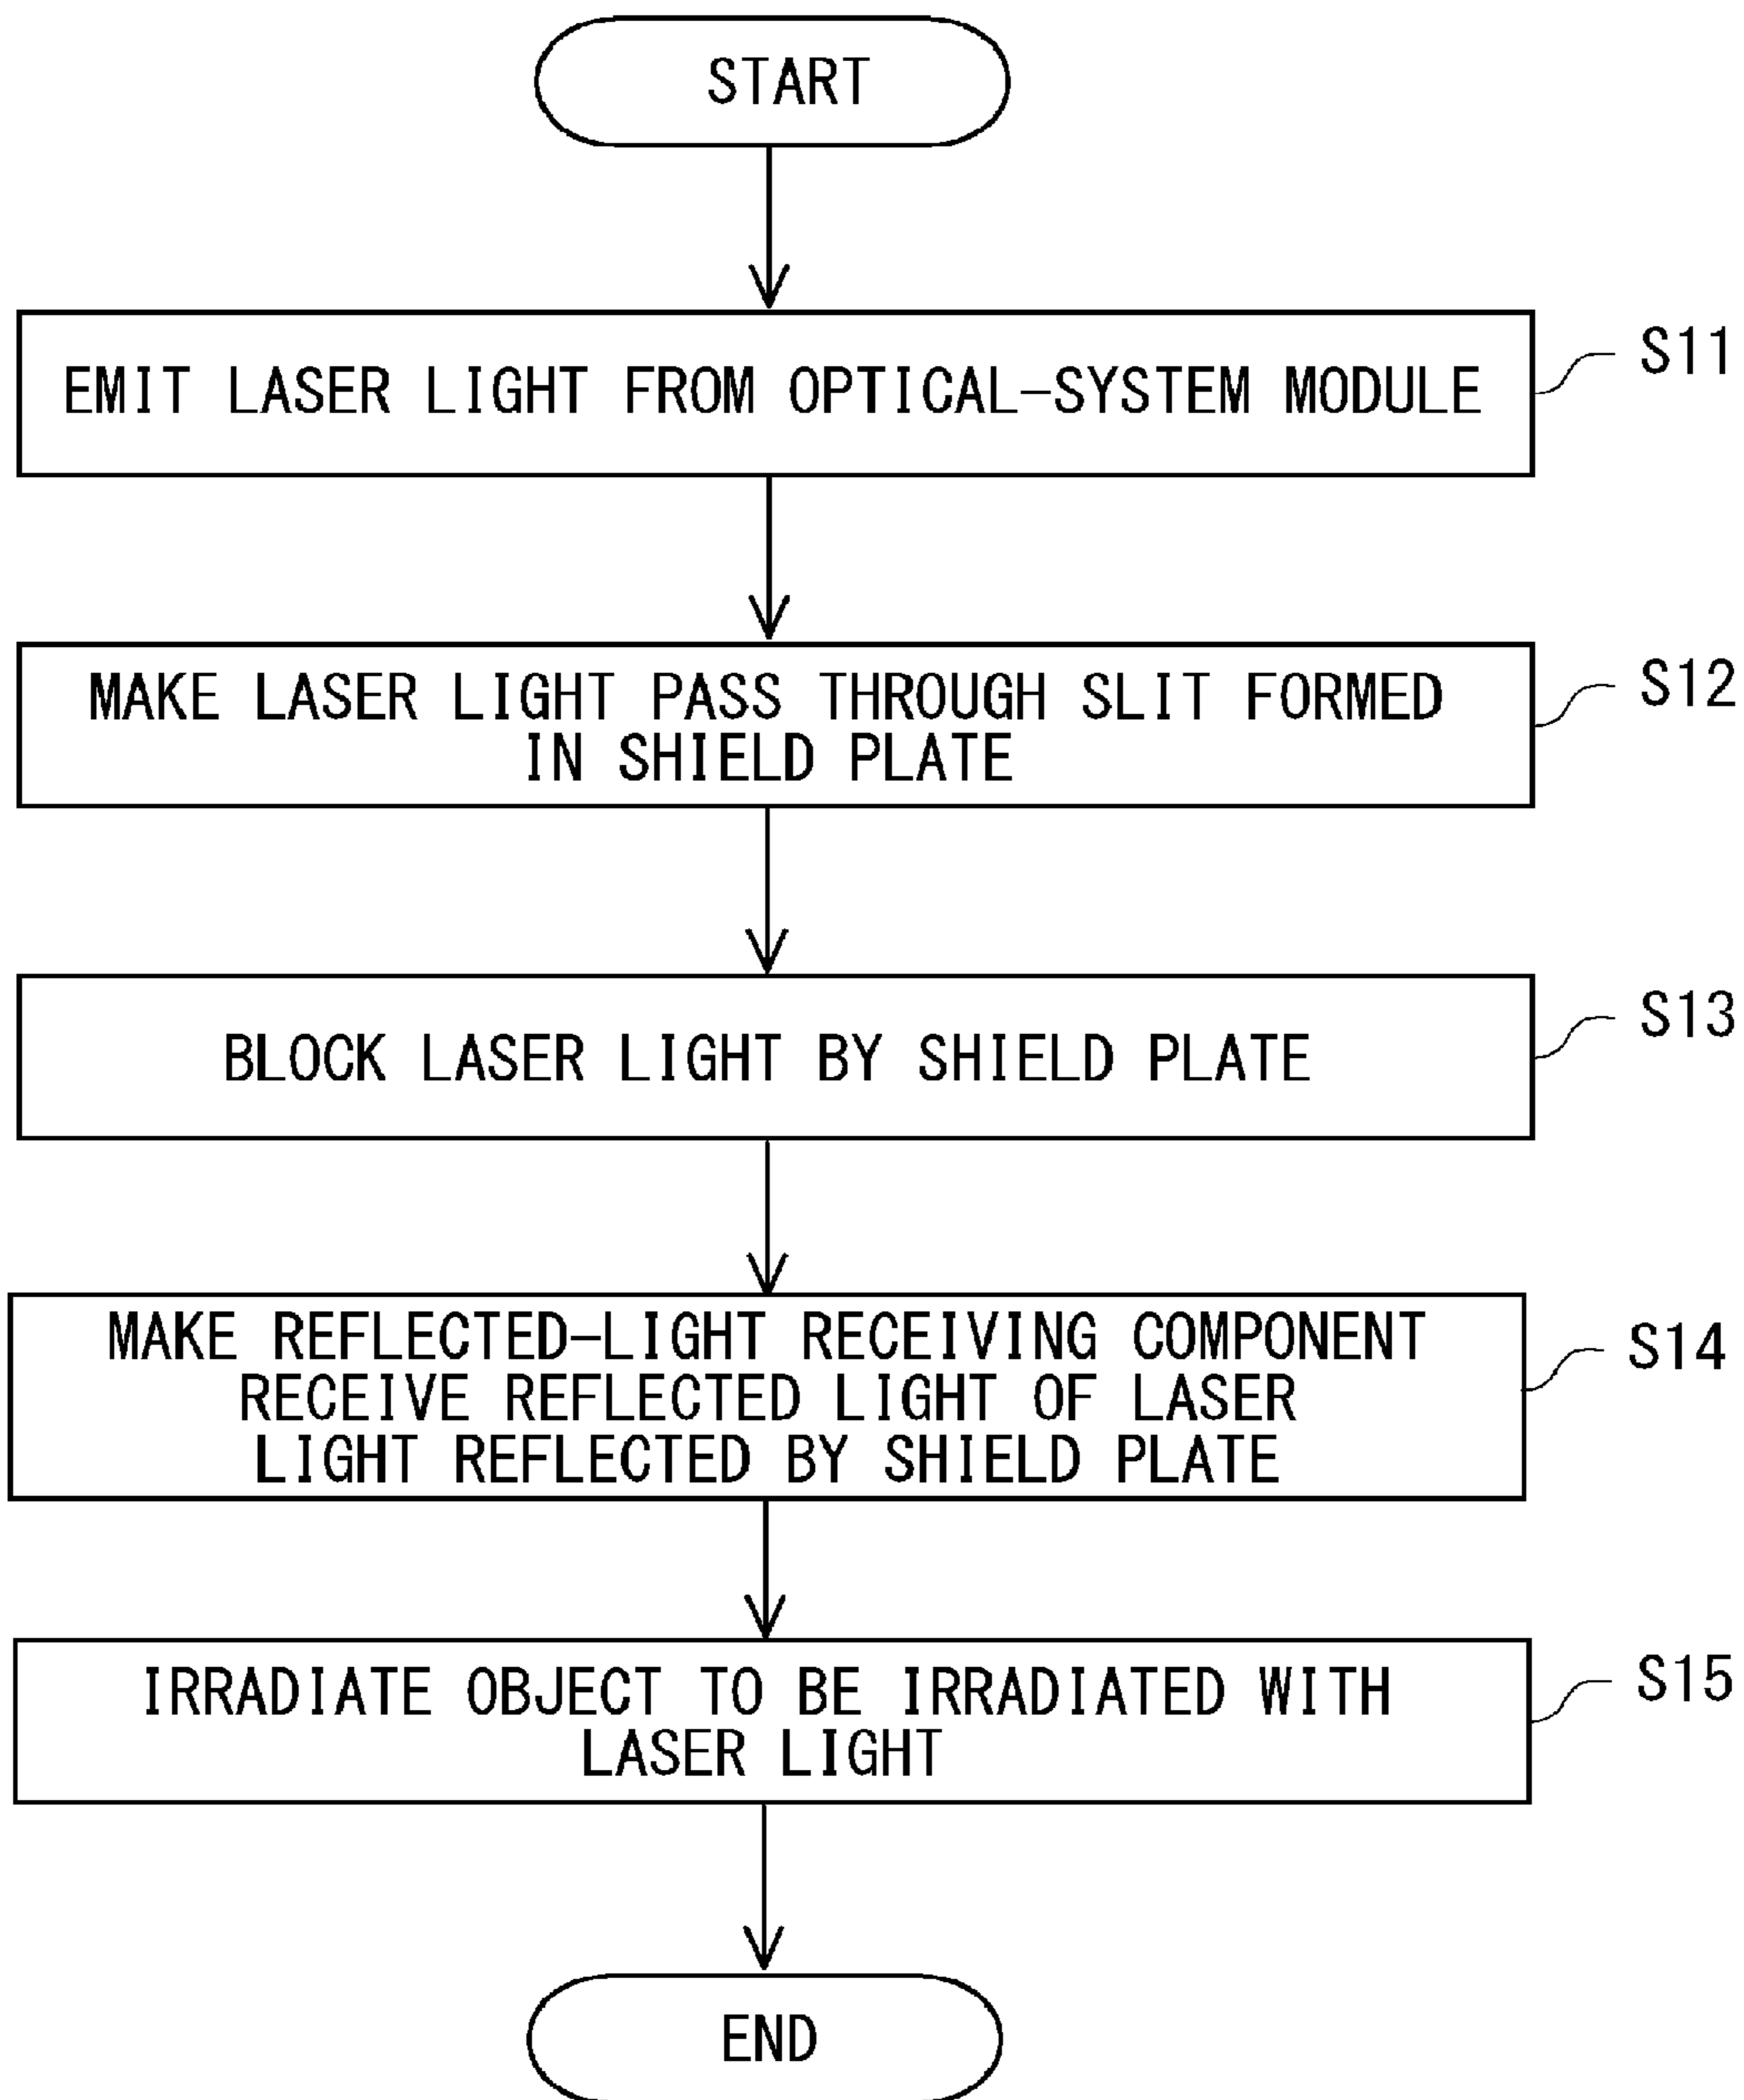 START
EMIT LASER LIGHT FROM OPTICAL-SYSTEM MODULE
S11
MAKE LASER LIGHT PASS THROUGH SLIT FORMED
IN SHIELD PLATE
S12
BLOCK LASER LIGHT BY SHIELD PLATE
S13
MAKE REFLECTED-LIGHT RECEIVING COMPONENT
RECEIVE REFLECTED LIGHT OF LASER
LIGHT REFLECTED BY SHIELD PLATE
S14
IRRADIATE OBJECT TO BE IRRADIATED WITH
LASER LIGHT
S15
END